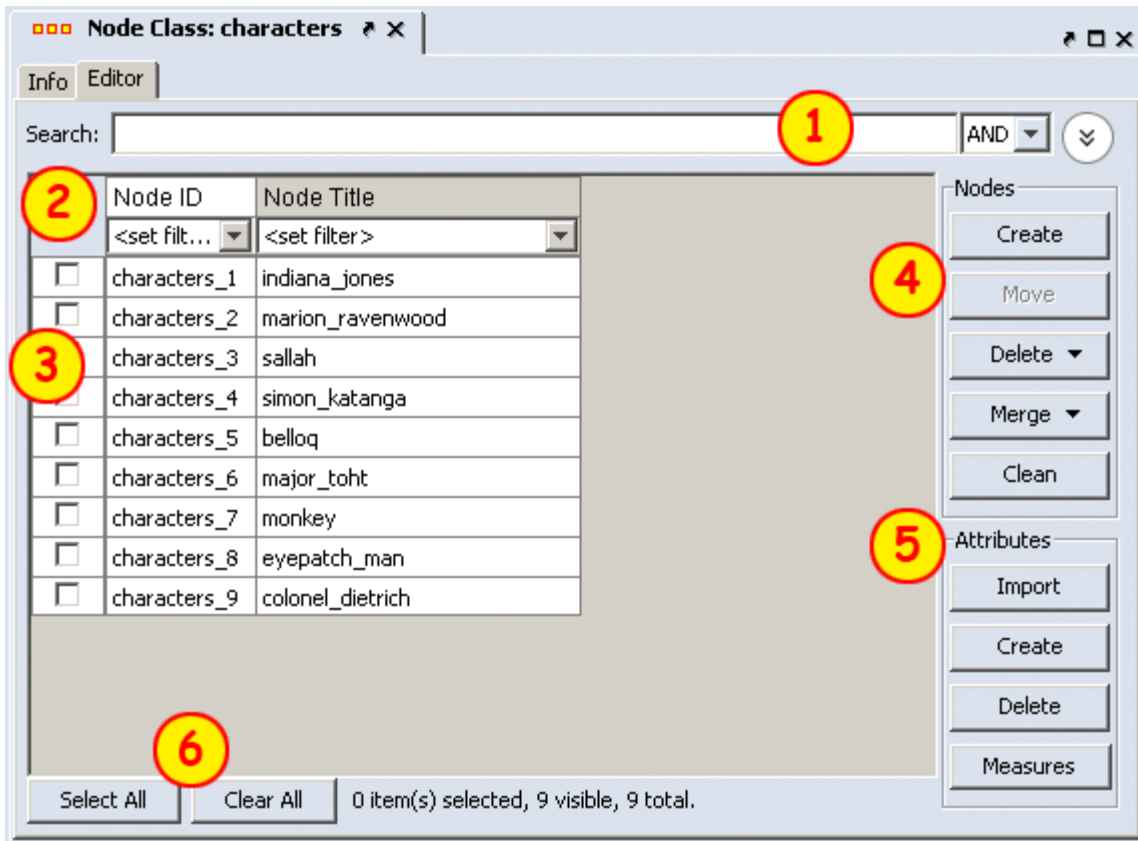 Node Class: characters
Info Editor
Search: 1 AND
2 Node ID Node Title
<set filt... <set filter>
characters_1 indiana_jones
characters_2 marion_ravenwood
3 characters_3 sallah
characters_4 simon_katanga
characters_5 belloq
characters_6 major_toht
characters_7 monkey
characters_8 eyepatch_man
characters_9 colonel_dietrich
Nodes
Create
4 Move
Delete
Merge
Clean
5 Attributes
Import
Create
Delete
Measures
6
Select All Clear All 0 item(s) selected, 9 visible, 9 total.